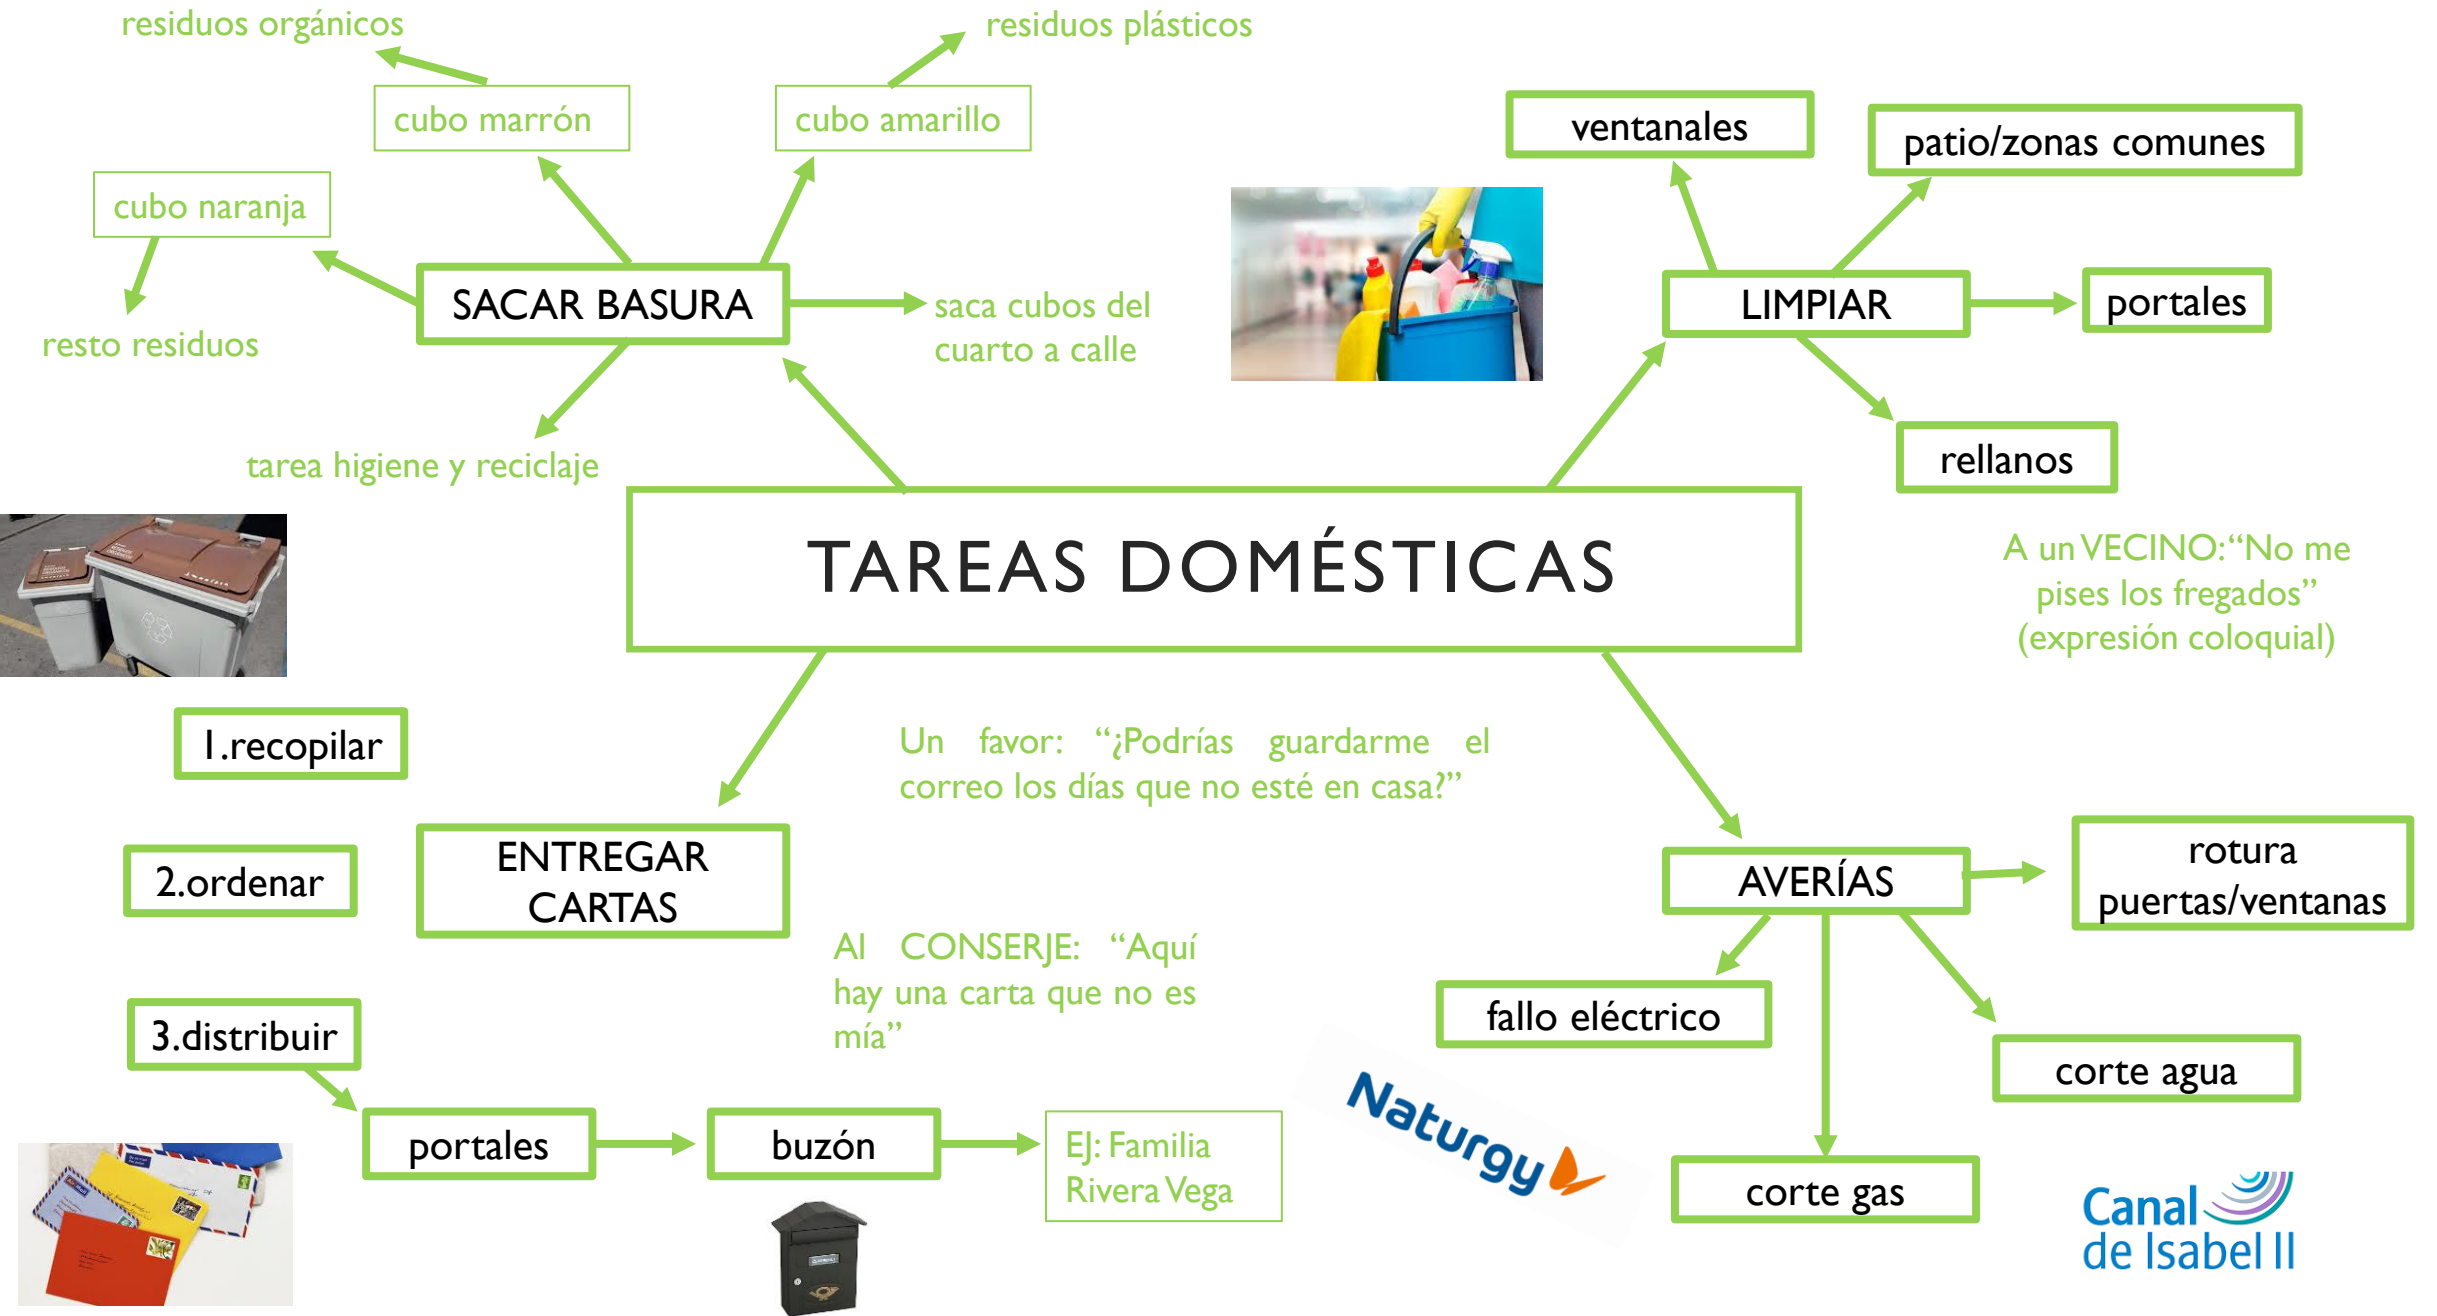 residuos orgánicos
residuos plásticos
cubo marrón
cubo amarillo
cubo naranja
resto residuos
SACAR BASURA
saca cubos del
cuarto a calle
tarea higiene y reciclaje
ventanales
patio/zonas comunes
LIMPIAR
portales
rellanos
TAREAS DOMÉSTICAS
A un VECINO: “No me
pises los fregados”
(expresión coloquial)
Un favor: “¿Podrías guardarme el
correo los días que no esté en casa?”
1.recopilar
2.ordenar
3.distribuir
ENTREGAR
CARTAS
Al CONSERJE: “Aquí
hay una carta que no es
mía”
portales
buzón
EJ: Familia
Rivera Vega
AVERÍAS
rotura
puertas/ventanas
fallo eléctrico
corte agua
corte gas
Naturgy
Canal
de Isabel II